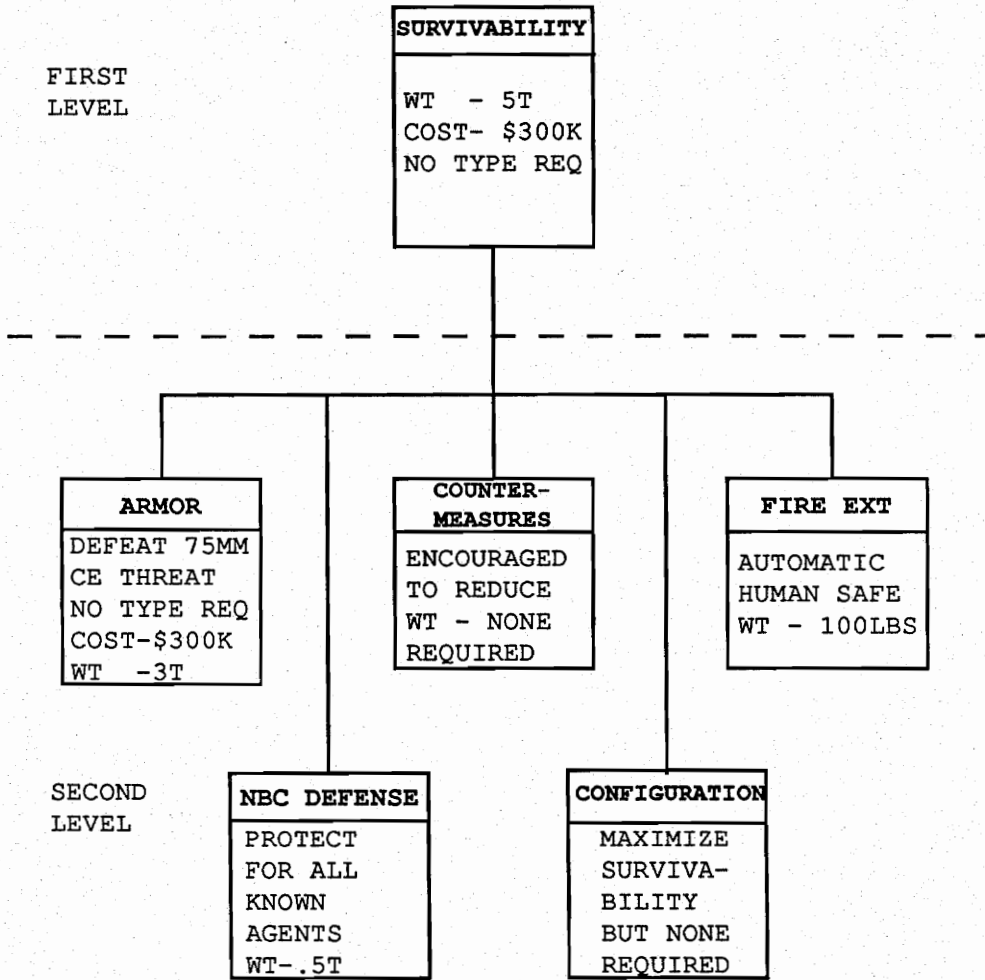 SURVIVABILITY
FIRST
LEVEL
WT - 5T
COST- $300K
NO TYPE REQ
ARMOR
DEFEAT 75MM
CE THREAT
NO TYPE REQ
COST-$300K
WT -3T
COUNTER-
MEASURES
ENCOURAGED
TO REDUCE
WT - NONE
REQUIRED
FIRE EXT
AUTOMATIC
HUMAN SAFE
WT - 100LBS
SECOND
LEVEL
NBC DEFENSE
PROTECT
FOR ALL
KNOWN
AGENTS
WT-.5T
CONFIGURATION
MAXIMIZE
SURVIVA-
BILITY
BUT NONE
REQUIRED